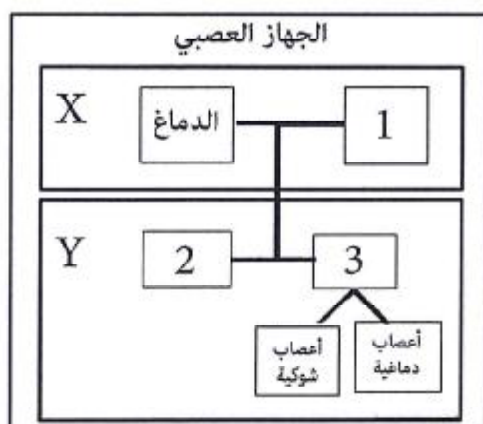 الجهاز العصبي
X
الدماغ
1
Y
2
3
أعصاب
شوكية
أعصاب
دماغية